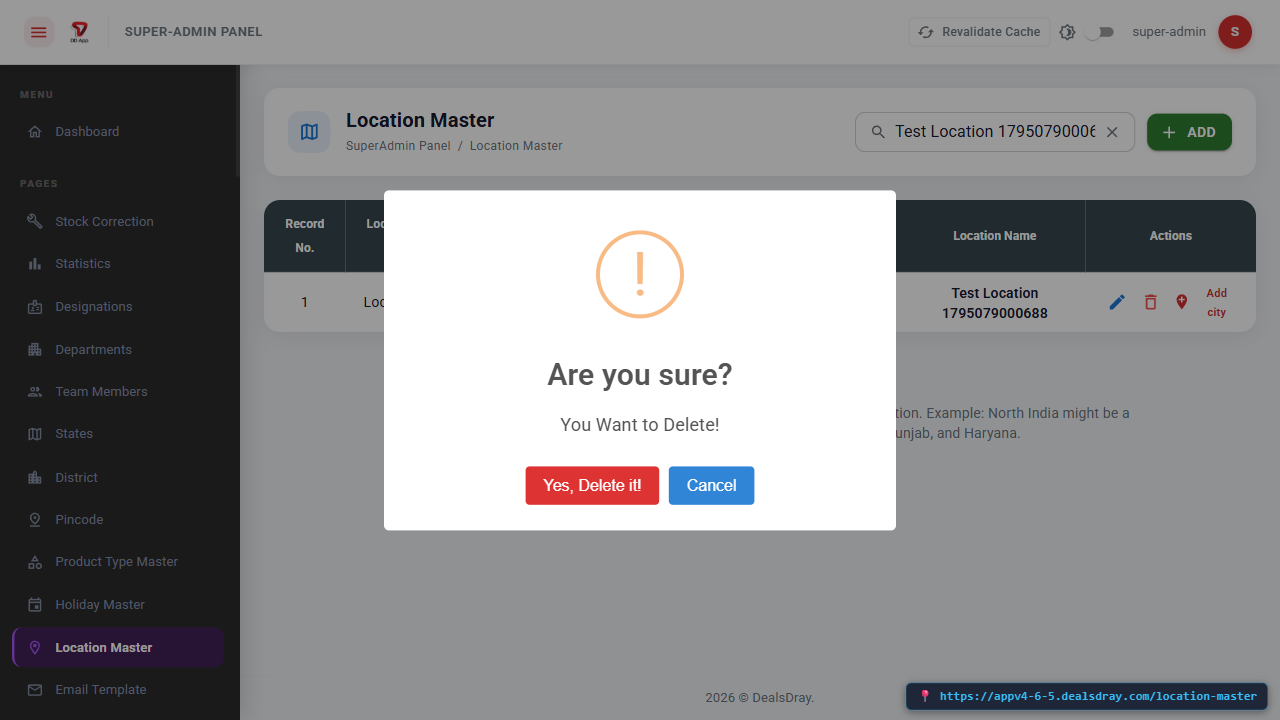 SUPER-ADMIN PANEL
Revalidate Cache
super-admin
S
MENU
Dashboard
PAGES
Stock Correction
Statistics
Designations
Departments
Team Members
States
District
Pincode
Product Type Master
Holiday Master
Location Master
Email Template
Location Master
SuperAdmin Panel / Location Master
Test Location 17950790006
ADD
Record
No.
Location Name
Actions
1
Test Location
1795079000688
Add
city
Are you sure?
You Want to Delete!
Yes, Delete it!
Cancel
tion. Example: North India might be a
unjab, and Haryana.
2026 © DealsDray.
https://appv4-6-5.dealsdray.com/location-master